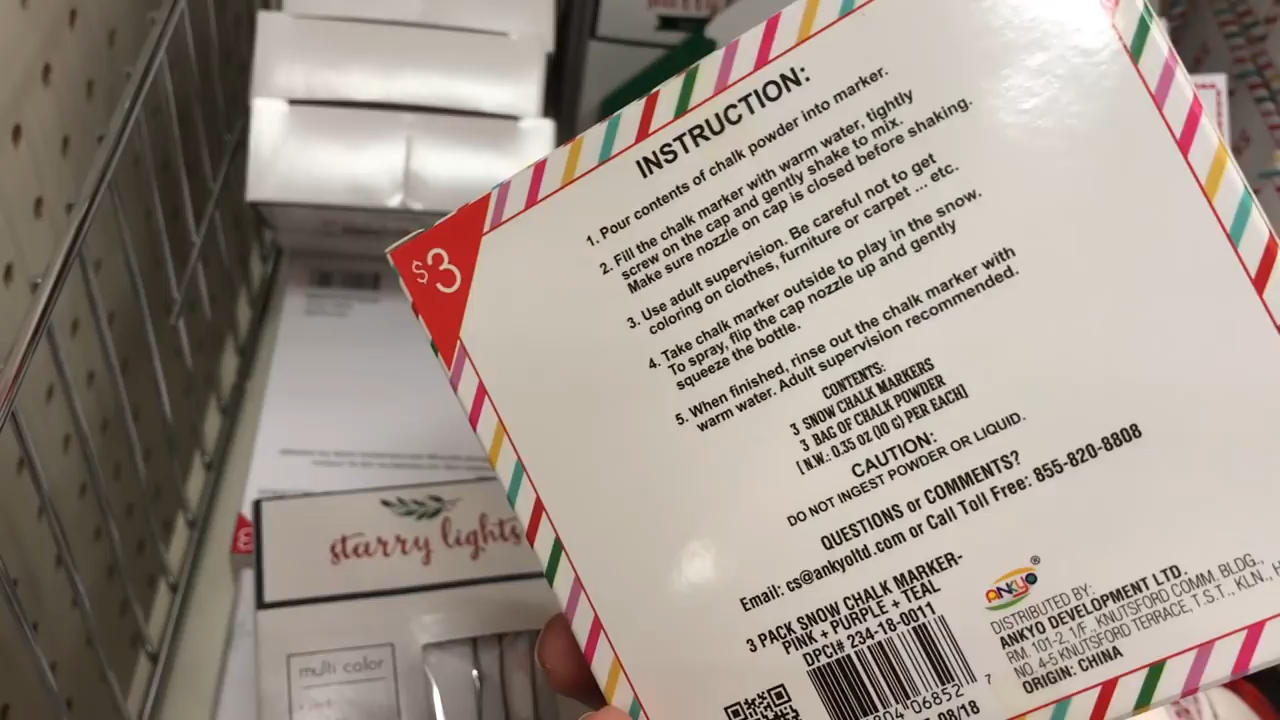 $3
INSTRUCTION:
1. Pour contents of chalk powder into marker.
2. Fill the chalk marker with warm water, tightly
screw on the cap and gently shake to mix.
Make sure nozzle on cap is closed before shaking.
3. Use adult supervision. Be careful not to get
coloring on clothes, furniture or carpet ... etc.
4. Take chalk marker outside to play in the snow.
To spray, flip the cap nozzle up and gently
squeeze the bottle.
5. When finished, rinse out the chalk marker with
warm water. Adult supervision recommended.
CONTENTS:
3 SNOW CHALK MARKERS
3 BAG OF CHALK POWDER
[N.W.: 0.35 OZ (10 G) PER EACH]
CAUTION:
DO NOT INGEST POWDER OR LIQUID.
QUESTIONS or COMMENTS?
Email: cs@ankyoltd.com or Call Toll Free: 855-820-8808
3 PACK SNOW CHALK MARKER-
PINK + PURPLE + TEAL
DPCI# 234-18-0011
04 06852 7
08/18
ANKYO®
DISTRIBUTED BY:
ANKYO DEVELOPMENT LTD.
RM. 101-2, 1/F. KNUTSFORD COMM. BLDG.,
NO. 4-5 KNUTSFORD TERRACE, T.S.T., KLN., H
ORIGIN: CHINA
starry lights
multi color